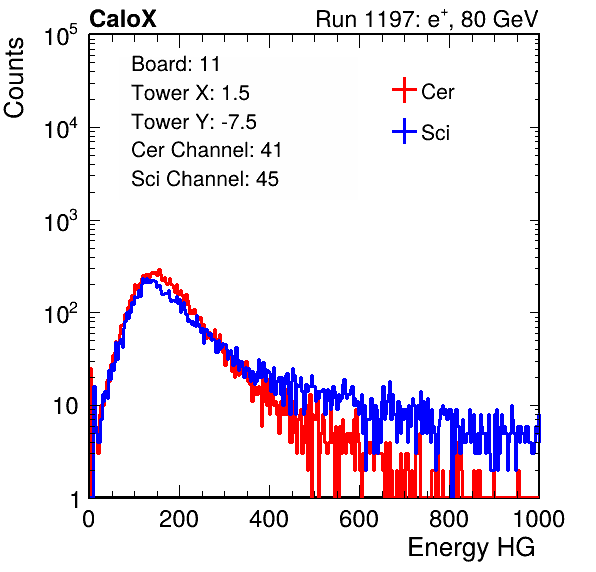 CaloX Run 1197: e⁺, 80 GeV
Counts
Board: 11
Tower X: 1.5
Tower Y: -7.5
Cer Channel: 41
Sci Channel: 45
Cer
Sci
10⁵
10⁴
10³
10²
10
1
0 200 400 600 800 1000
Energy HG